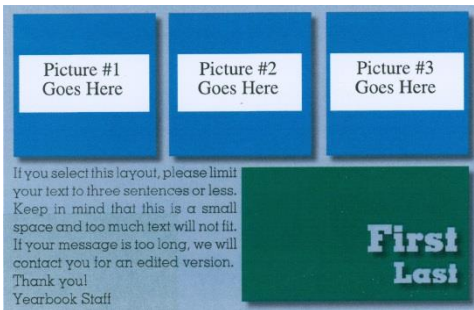 Picture #1
Goes Here
Picture #2
Goes Here
Picture #3
Goes Here
If you select this layout, please limit
your text to three sentences or less.
Keep in mind that this is a small
space and too much text will not fit.
If your message is too long, we will
contact you for an edited version.
Thank you!
Yearbook Staff
First
Last